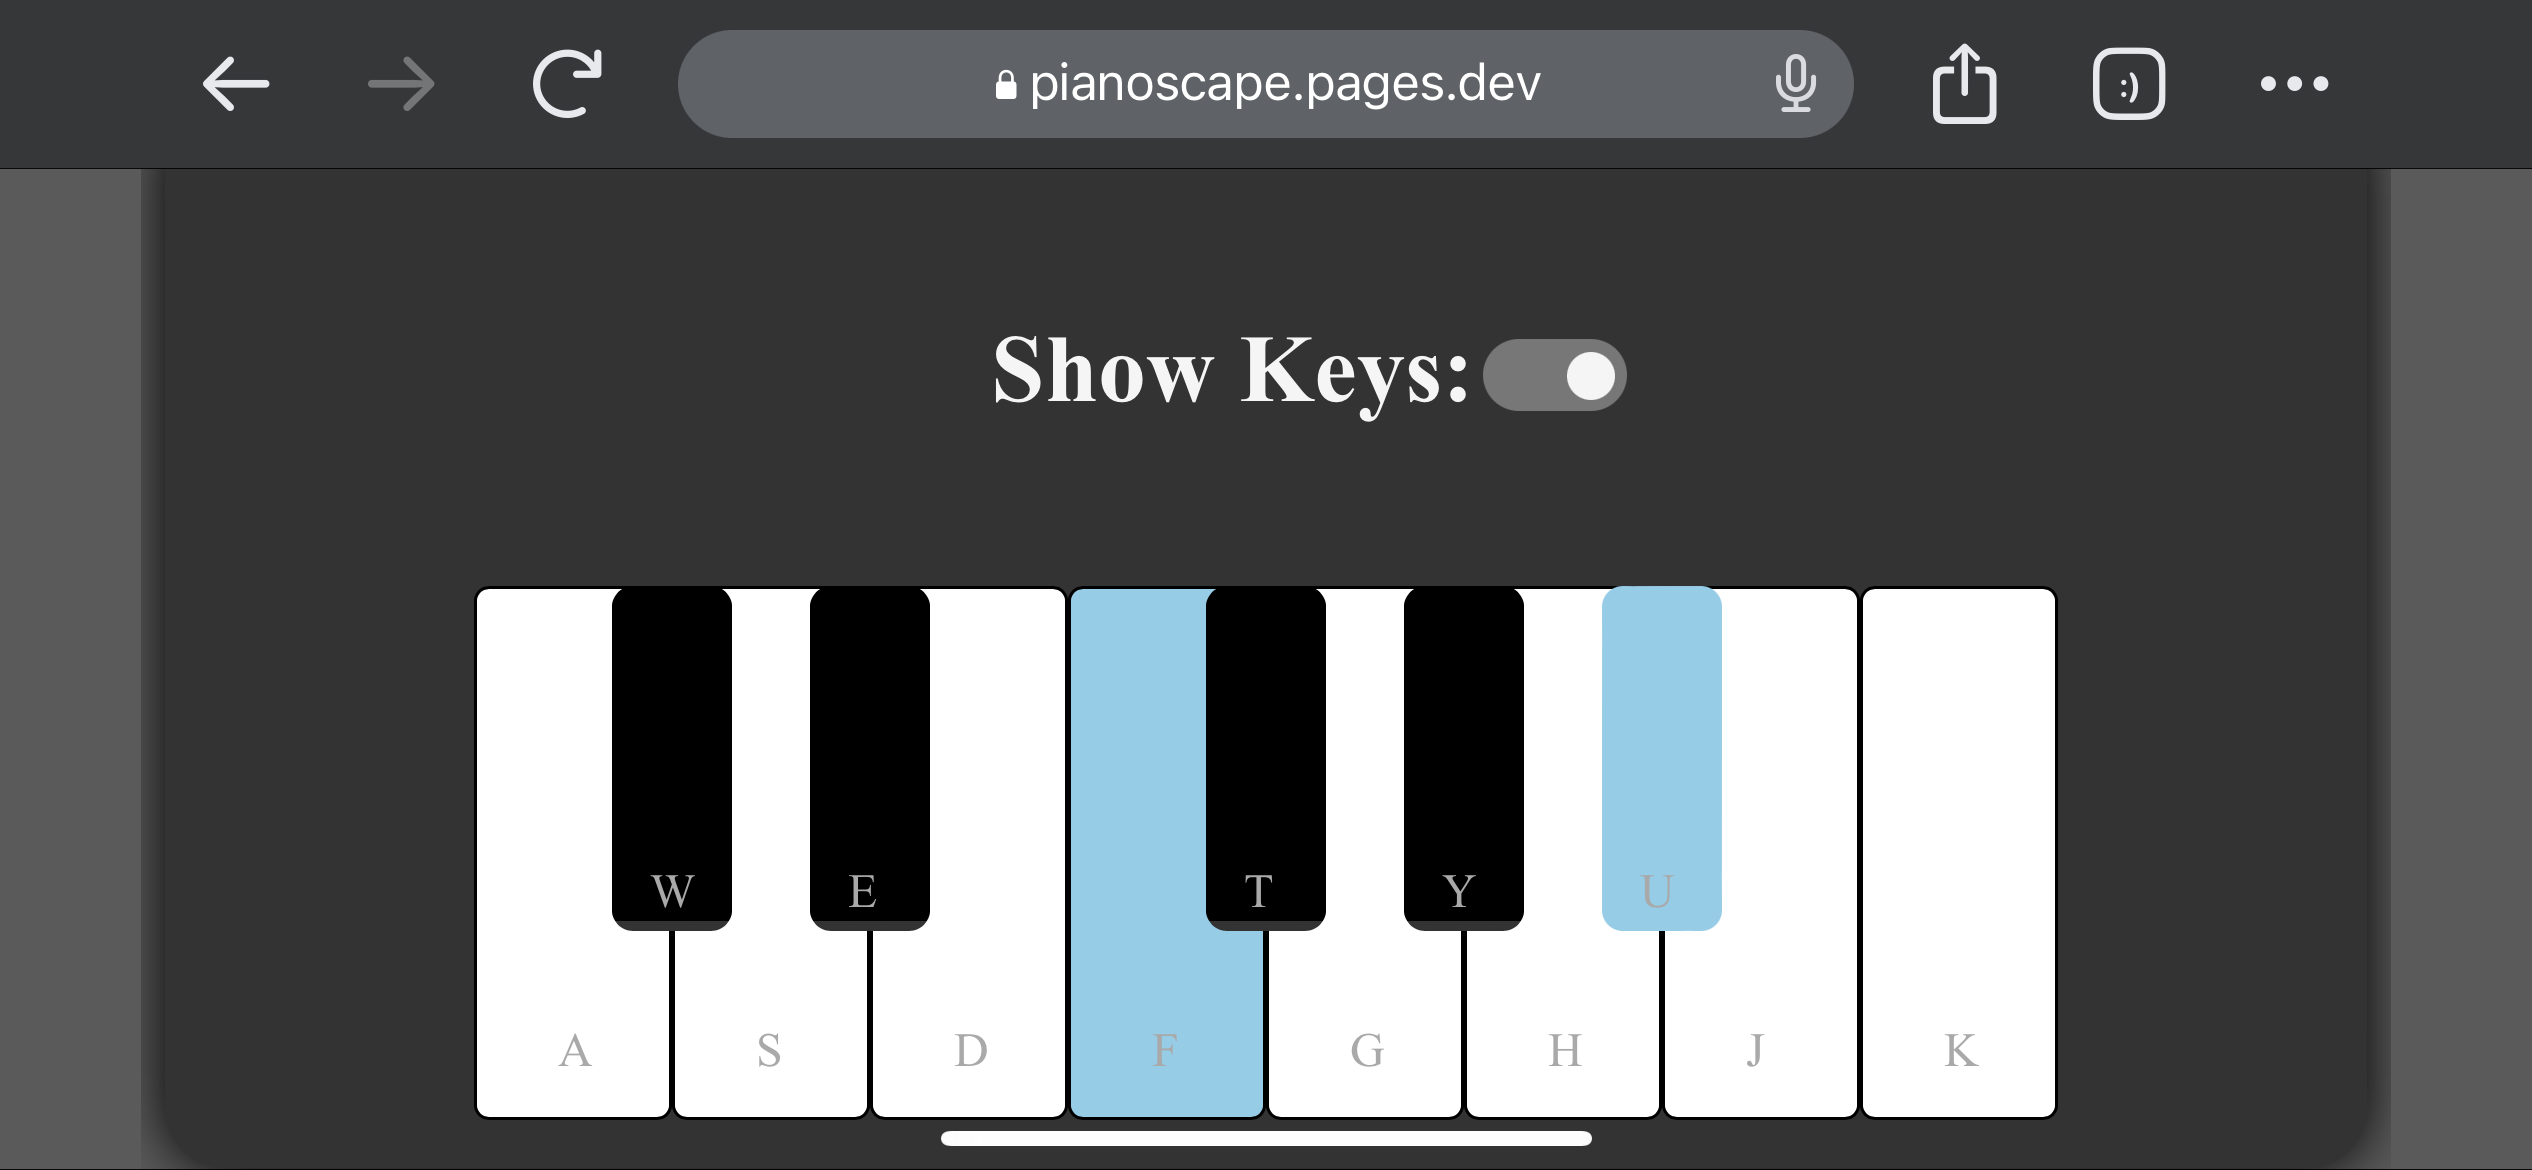 pianoscape.pages.dev
:)
Show Keys:
W E T Y U
A S D F G H J K